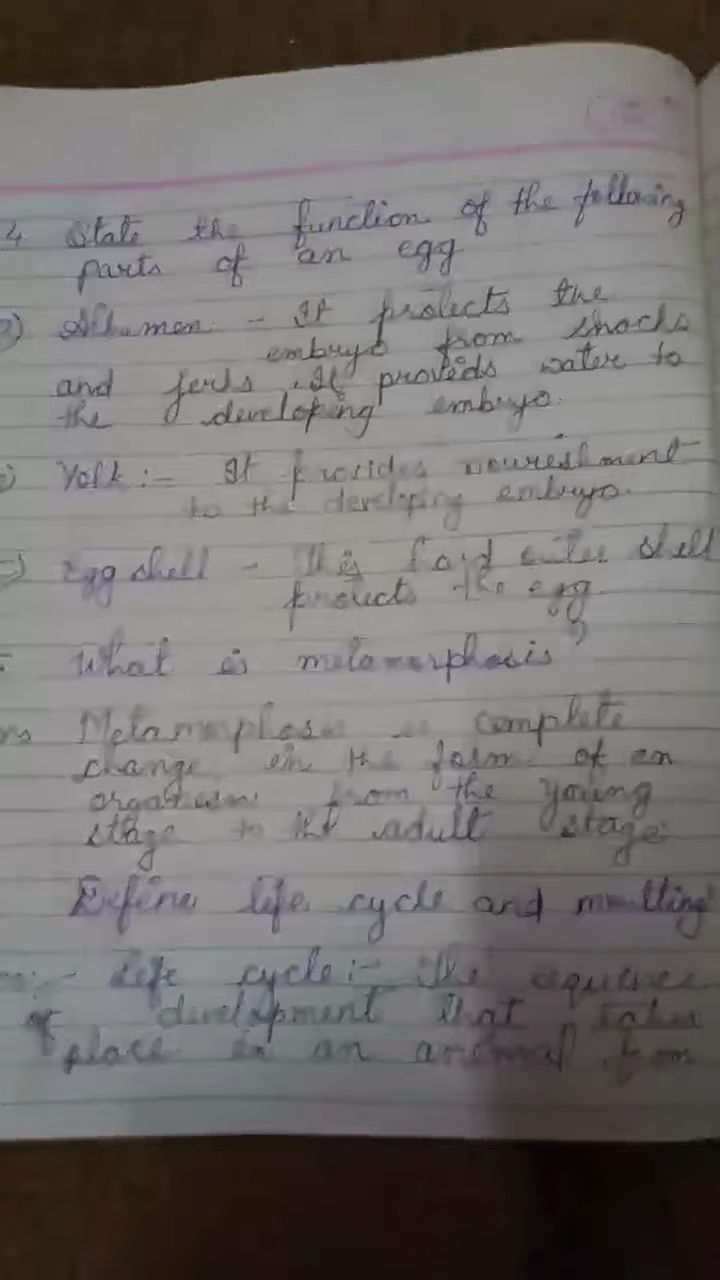 4 State the function of the following
parts of an egg
Albumen - It protects the
embryo from shocks
and jerks. It provids water to
the developing embryo.
Yolk :- It provides nourishment
to the developing embryo.
Egg shell - This hard outer shell
protects the egg.
What is metamorphosis?
ns Metamorphosis is complete
change in the form of an
organism from the young
stage to the adult stage.
Define life cycle and moulting
:- Life cycle :- The sequence
of development that takes
place in an animal from